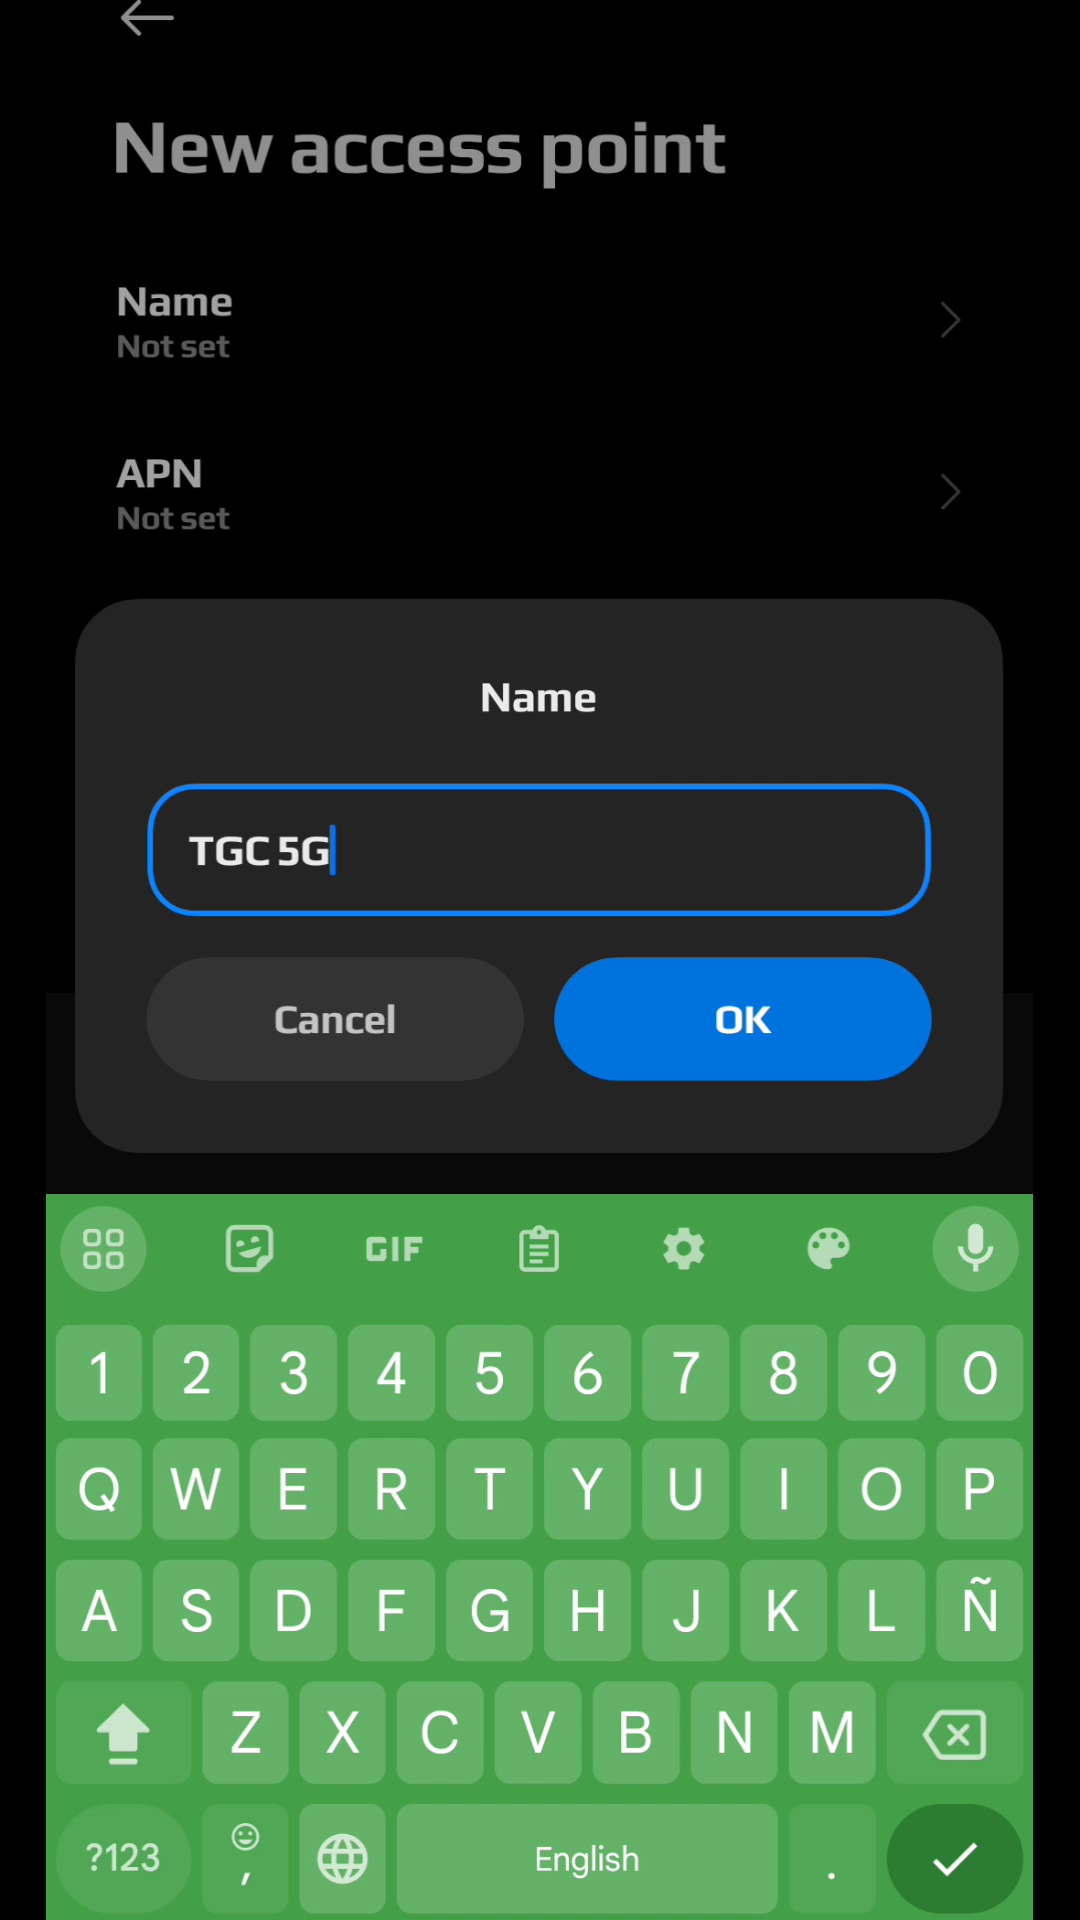 New access point
Name
Not set
APN
Not set
Name
TGC 5G
Cancel
OK
GIF
1 2 3 4 5 6 7 8 9 0
Q W E R T Y U I O P
A S D F G H J K L Ñ
Z X C V B N M
?123 , English .